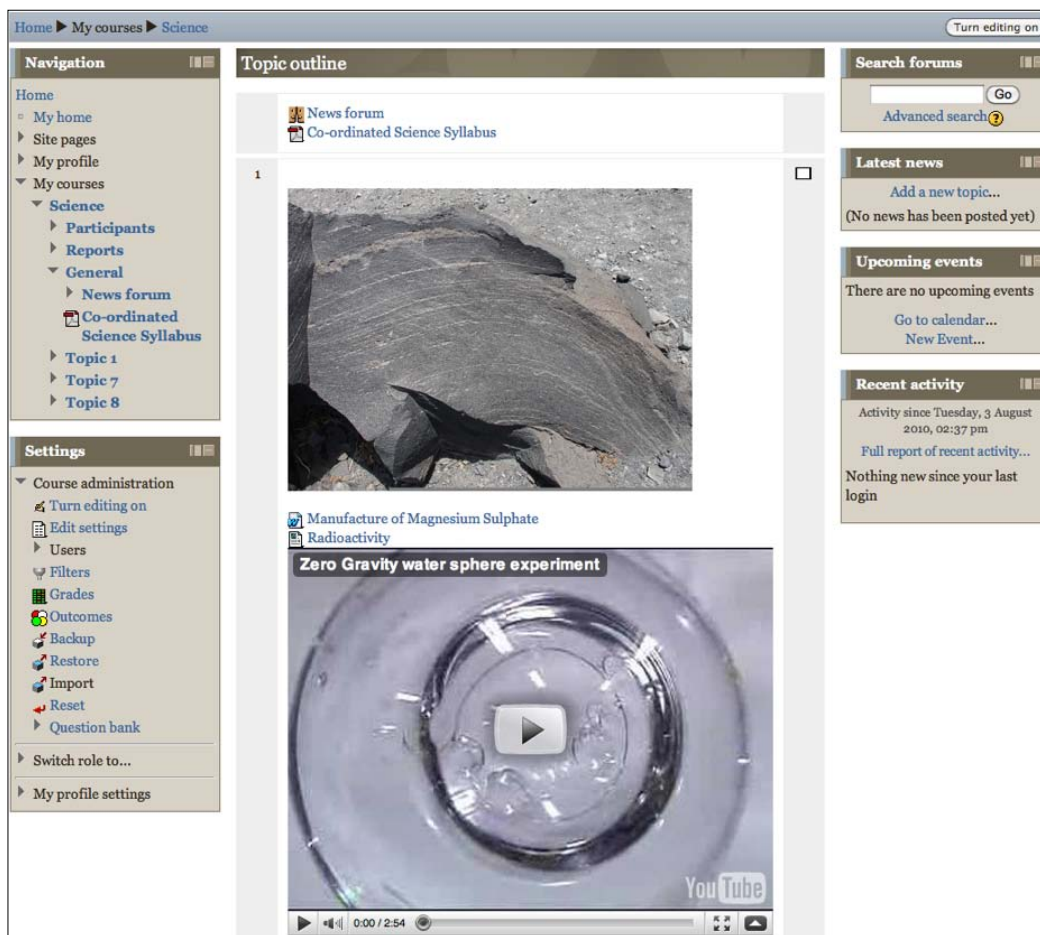 Home ▶ My courses ▶ Science
Turn editing on
Navigation
Home
My home
Site pages
My profile
My courses
Science
Participants
Reports
General
News forum
Co-ordinated
Science Syllabus
Topic 1
Topic 7
Topic 8
Settings
Course administration
Turn editing on
Edit settings
Users
Filters
Grades
Outcomes
Backup
Restore
Import
Reset
Question bank
Switch role to...
My profile settings
Topic outline
News forum
Co-ordinated Science Syllabus
1
Manufacture of Magnesium Sulphate
Radioactivity
Zero Gravity water sphere experiment
YouTube
0:00 / 2:54
Search forums
Go
Advanced search?
Latest news
Add a new topic...
(No news has been posted yet)
Upcoming events
There are no upcoming events
Go to calendar...
New Event...
Recent activity
Activity since Tuesday, 3 August
2010, 02:37 pm
Full report of recent activity...
Nothing new since your last
login